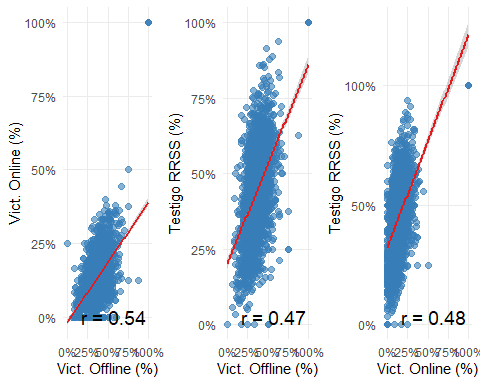 100%
75%
50%
25%
0%
Vict. Online (%)
r = 0.54
0% 25% 50% 75% 100%
Vict. Offline (%)
100%
75%
50%
25%
0%
Testigo RRSS (%)
r = 0.47
0% 25% 50% 75% 100%
Vict. Offline (%)
100%
50%
0%
Testigo RRSS (%)
r = 0.48
0% 25% 50% 75% 100%
Vict. Online (%)